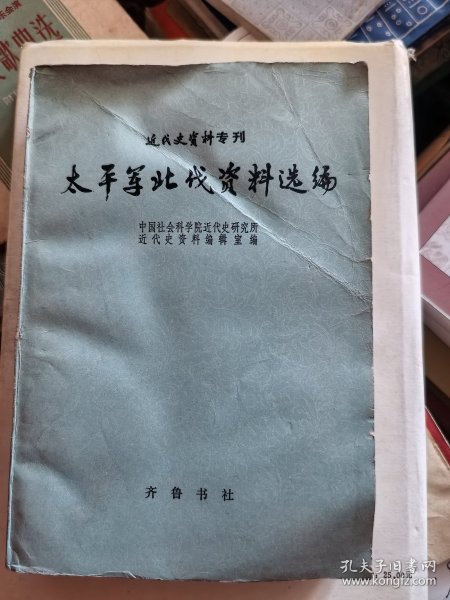 近代史资料专刊
太平军北伐资料选编
中国社会科学院近代史研究所
近代史资料编辑室编
齐鲁书社
25.00
孔夫子旧书网